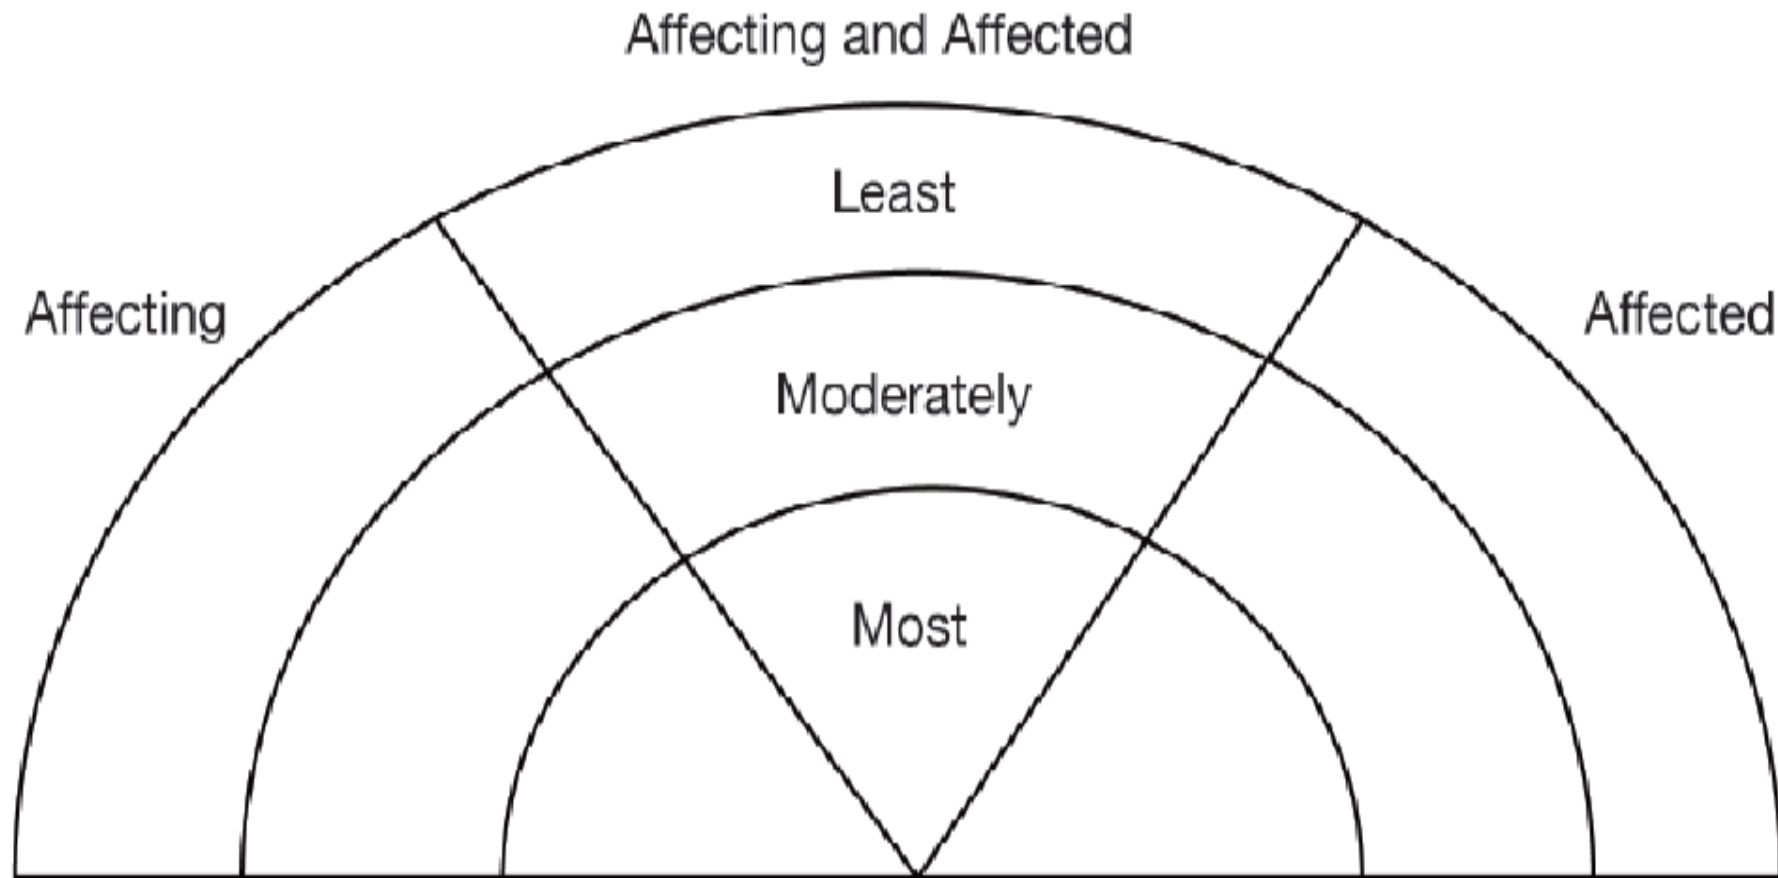 Affecting and Affected
Least
Affecting
Affected
Moderately
Most